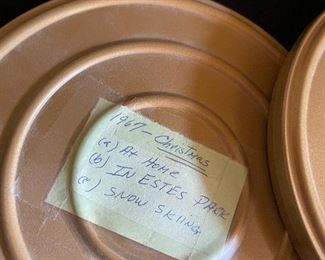 1967 - Christmas
(a) At Home
(b) IN ESTES PARK
(c) SNOW SKIING